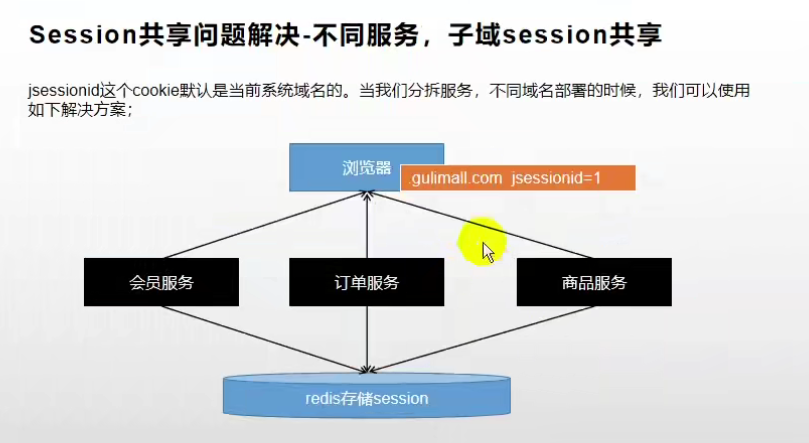 Session共享问题解决-不同服务，子域session共享
jsessionid这个cookie默认是当前系统域名的。当我们分拆服务，不同域名部署的时候，我们可以使用
如下解决方案；
浏览器
.gulimall.com jsessionid=1
会员服务
订单服务
商品服务
redis存储session